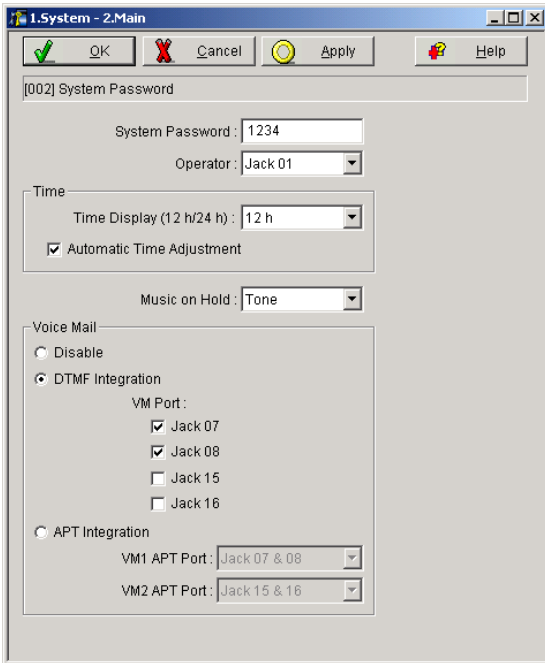 1.System - 2.Main
OK Cancel Apply Help
[002] System Password
System Password : 1234
Operator : Jack 01
Time
Time Display (12 h/24 h) : 12 h
Automatic Time Adjustment
Music on Hold : Tone
Voice Mail
Disable
DTMF Integration
VM Port :
Jack 07
Jack 08
Jack 15
Jack 16
APT Integration
VM1 APT Port : Jack 07 & 08
VM2 APT Port : Jack 15 & 16